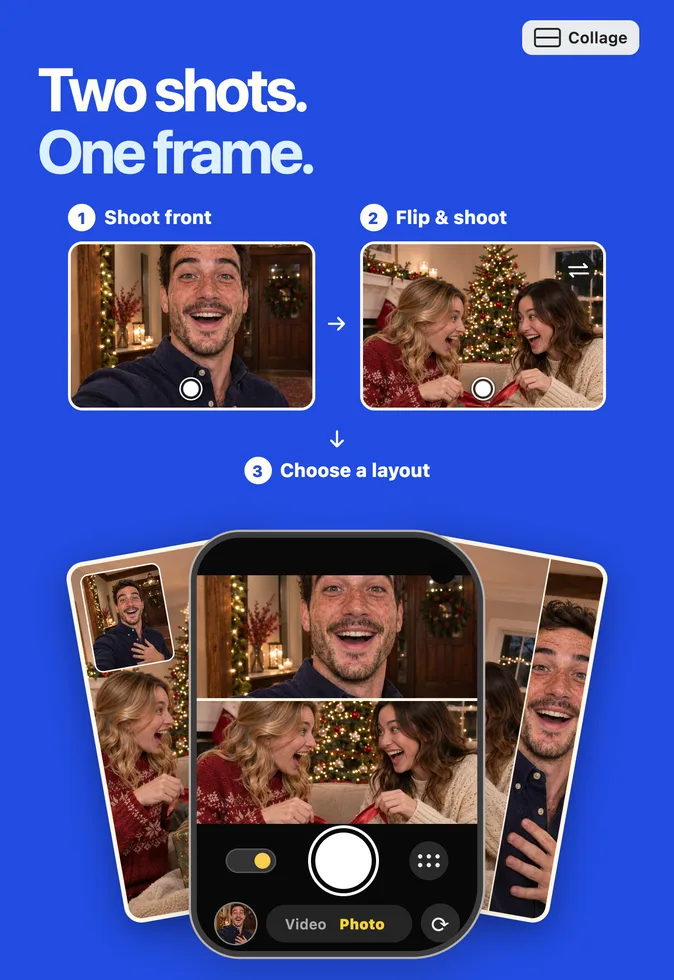 Collage
Two shots.
One frame.
1 Shoot front
2 Flip & shoot
3 Choose a layout
Video Photo